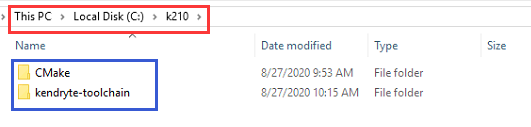 This PC > Local Disk (C:) > k210 >
Name Date modified Type Size
CMake 8/27/2020 9:53 AM File folder
kendryte-toolchain 8/27/2020 10:15 AM File folder